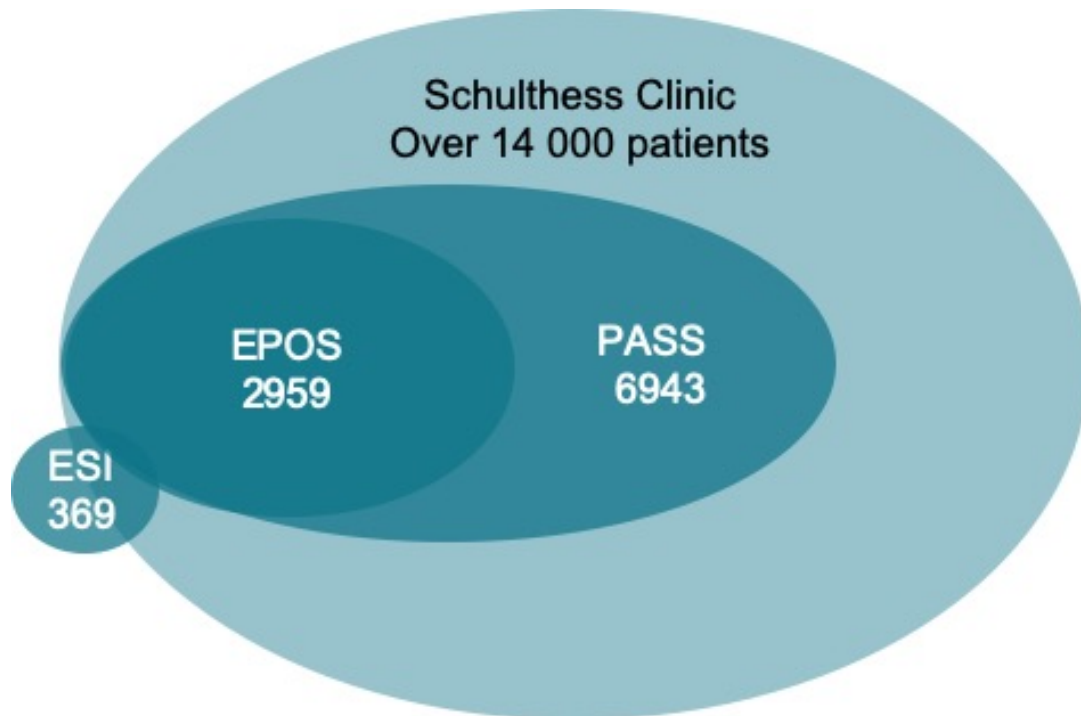 Schulthess Clinic
Over 14 000 patients
EPOS
2959
PASS
6943
ESI
369